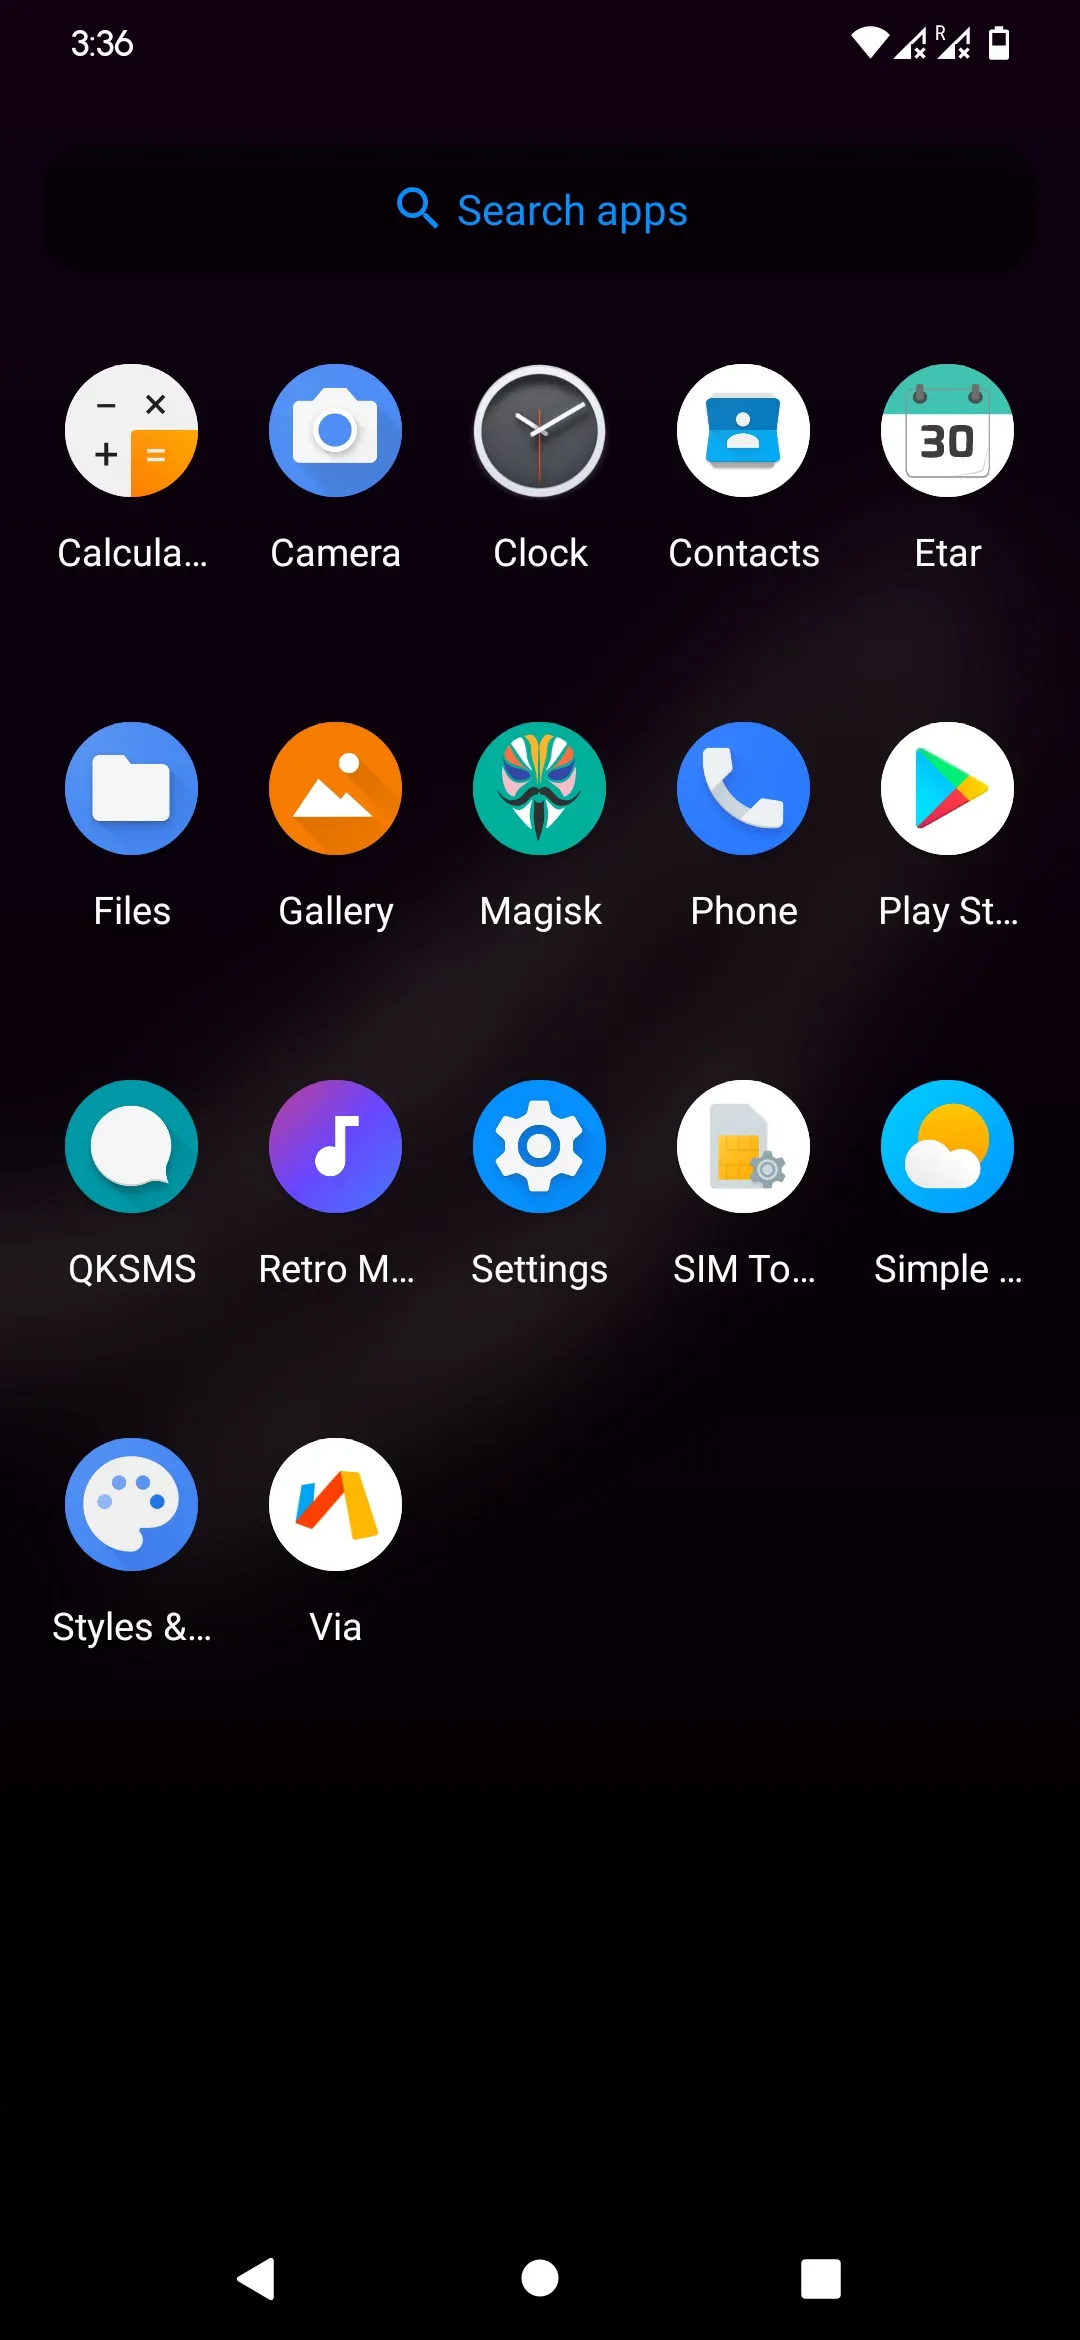 3:36
R
Search apps
30
Calcula...
Camera
Clock
Contacts
Etar
Files
Gallery
Magisk
Phone
Play St...
QKSMS
Retro M...
Settings
SIM To...
Simple ...
Styles &...
Via